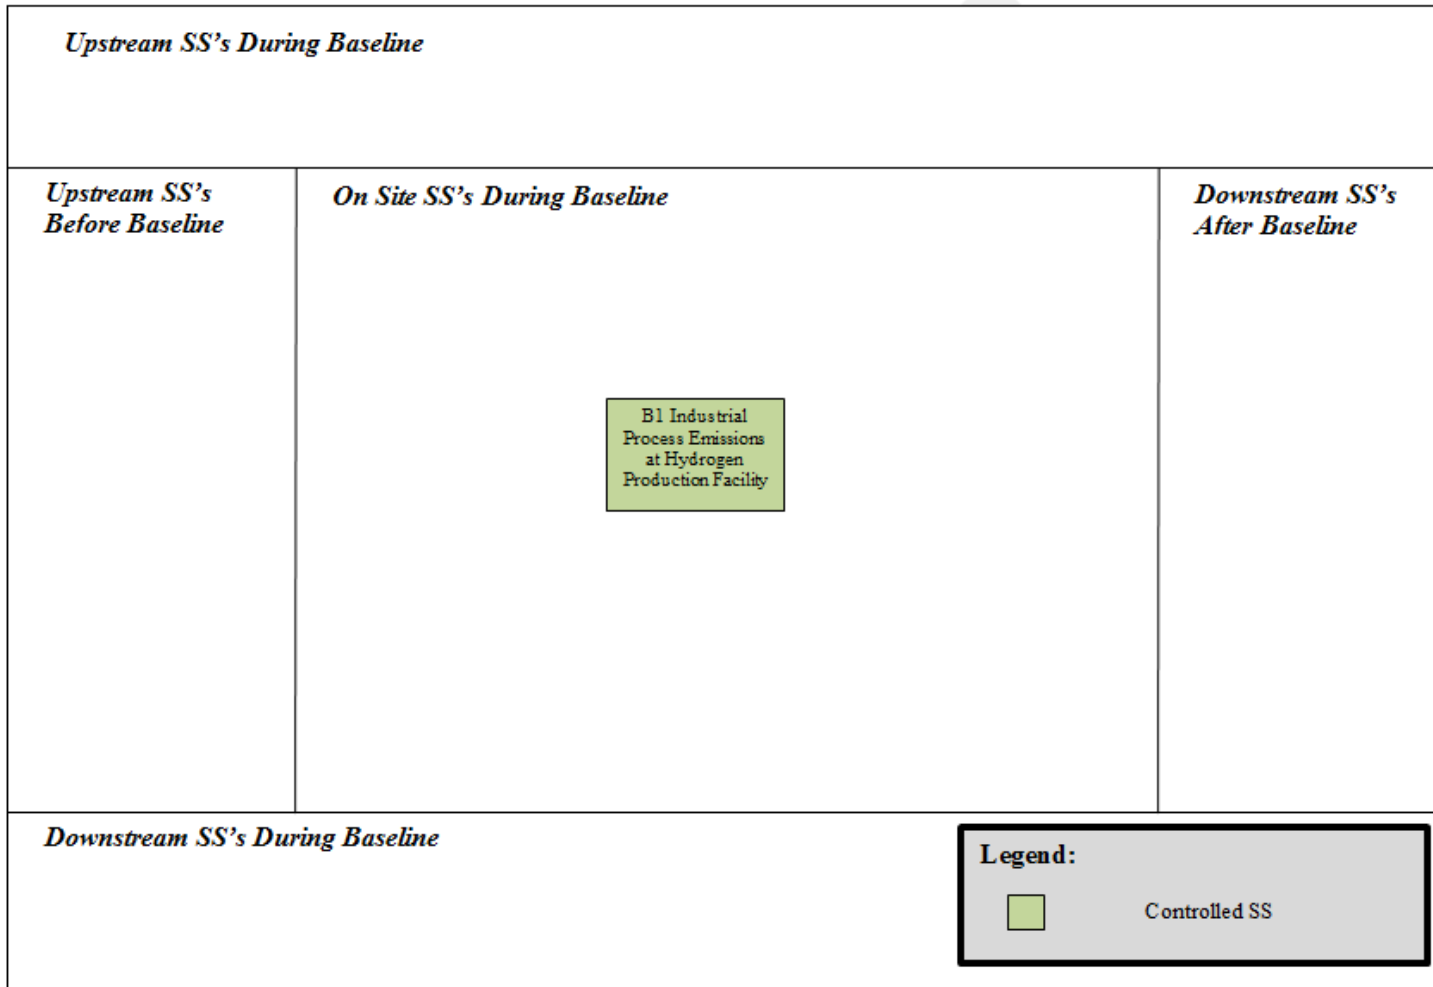 Upstream SS's During Baseline
Upstream SS's
Before Baseline
On Site SS's During Baseline
Downstream SS's
After Baseline
B1 Industrial
Process Emissions
at Hydrogen
Production Facility
Downstream SS's During Baseline
Legend:
Controlled SS